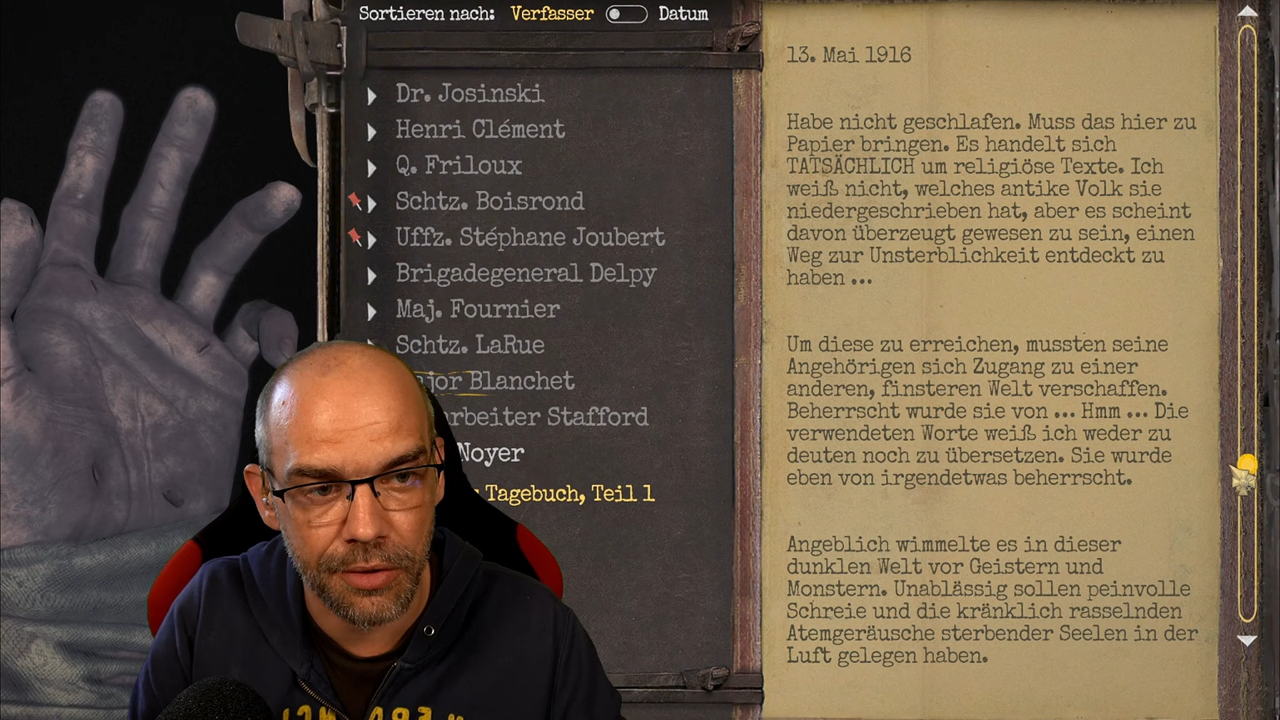 Sortieren nach: Verfasser Datum
Dr. Josinski
Henri Clément
Q. Friloux
Schtz. Boisrond
Uffz. Stéphane Joubert
Brigadegeneral Delpy
Maj. Fournier
Schtz. LaRue
ajor Blanchet
arbeiter Stafford
Noyer
Tagebuch, Teil 1
13. Mai 1916
Habe nicht geschlafen. Muss das hier zu
Papier bringen. Es handelt sich
TATSÄCHLICH um religiöse Texte. Ich
weiß nicht, welches antike Volk sie
niedergeschrieben hat, aber es scheint
davon überzeugt gewesen zu sein, einen
Weg zur Unsterblichkeit entdeckt zu
haben ...
Um diese zu erreichen, mussten seine
Angehörigen sich Zugang zu einer
anderen, finsteren Welt verschaffen.
Beherrscht wurde sie von ... Hmm ... Die
verwendeten Worte weiß ich weder zu
deuten noch zu übersetzen. Sie wurde
eben von irgendetwas beherrscht.
Angeblich wimmelte es in dieser
dunklen Welt vor Geistern und
Monstern. Unablässig sollen peinvolle
Schreie und die kränklich rasselnden
Atemgeräusche sterbender Seelen in der
Luft gelegen haben.